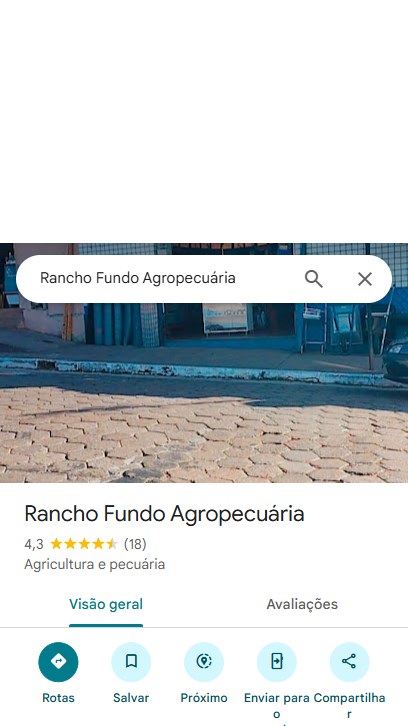 Rancho Fundo Agropecuária
Rancho Fundo Agropecuária
4,3 (18)
Agricultura e pecuária
Visão geral Avaliações
Rotas Salvar Próximo Enviar para o Compartilhar